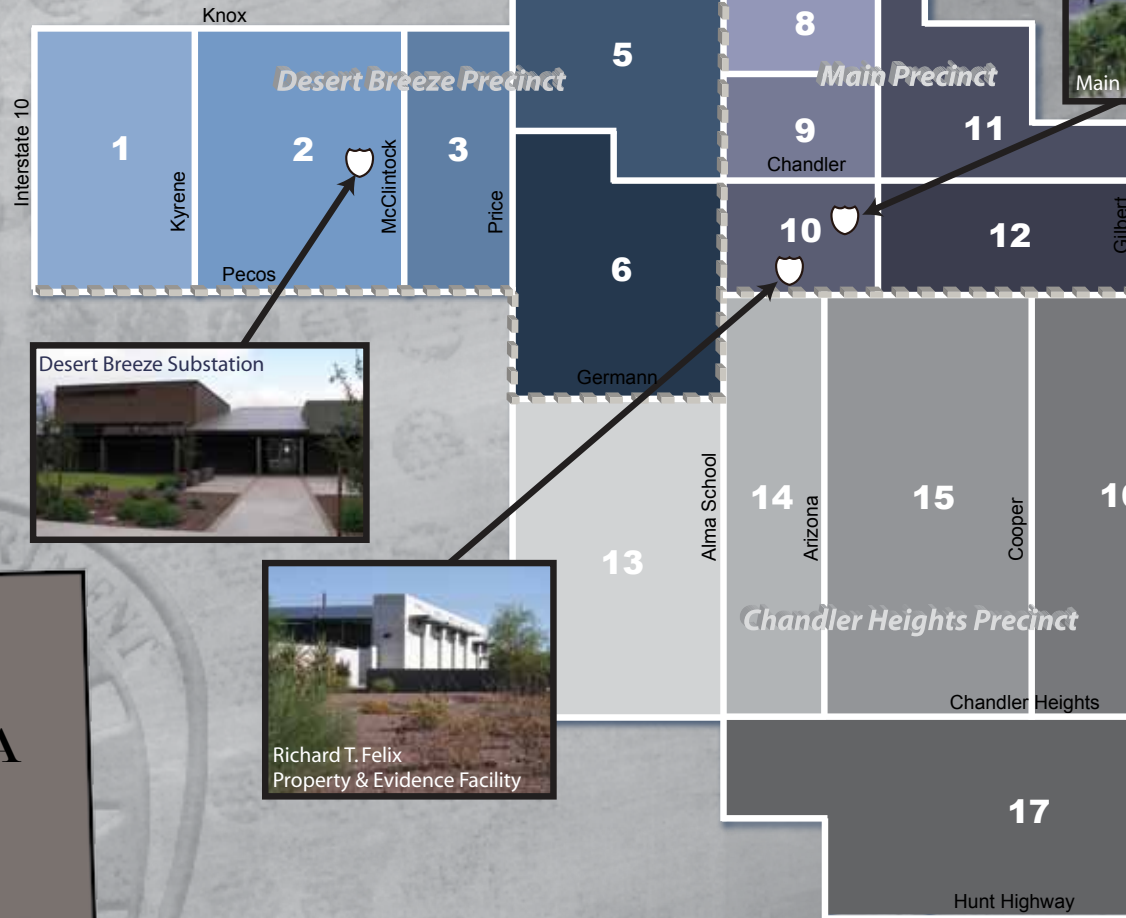 Knox
Desert Breeze Precinct
5
8
Main Precinct
Main
Interstate 10
1
Kyrene
2
McClintock
3
Price
9
Chandler
11
Pecos
6
10
12
Gilbert
Germann
Desert Breeze Substation
13
Alma School
14
Arizona
15
Cooper
Chandler Heights Precinct
Chandler Heights
Richard T. Felix
Property & Evidence Facility
17
Hunt Highway
A